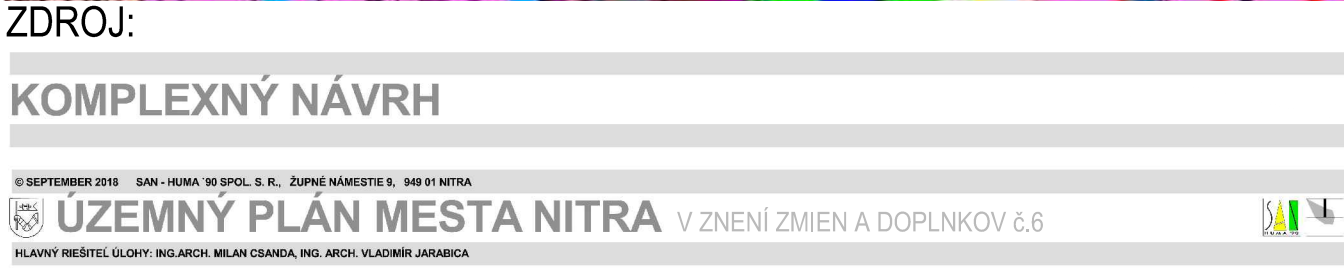 ZDROJ:
KOMPLEXNÝ NÁVRH
© SEPTEMBER 2018 SAN - HUMA ´90 SPOL. S. R., ŽUPNÉ NÁMESTIE 9, 949 01 NITRA
ÚZEMNÝ PLÁN MESTA NITRA V ZNENÍ ZMIEN A DOPLNKOV č.6
SAN
HLAVNÝ RIEŠITEĽ ÚLOHY: ING.ARCH. MILAN CSANDA, ING. ARCH. VLADIMÍR JARABICA